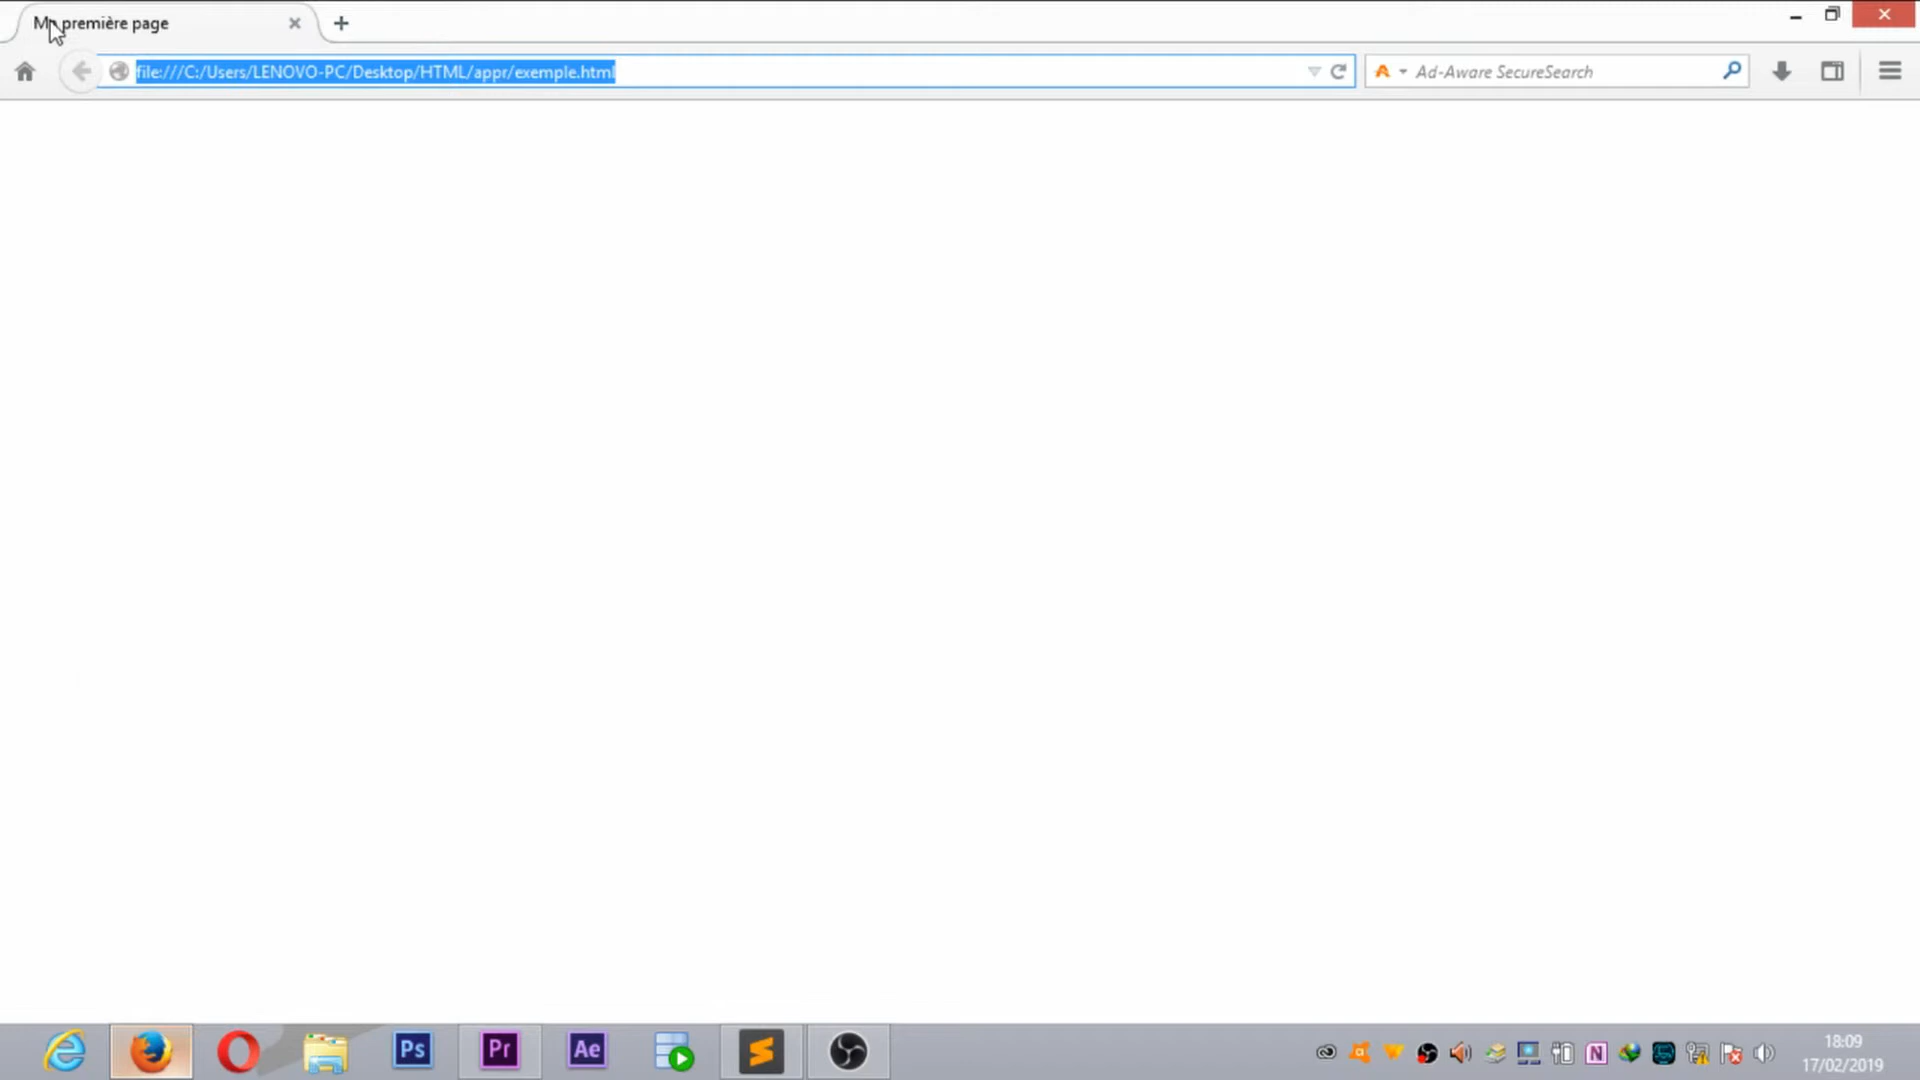 Ma première page
file:///C:/Users/LENOVO-PC/Desktop/HTML/appr/exemple.html
Ad-Aware SecureSearch
Ps
Pr
Ae
N
18:09
17/02/2019